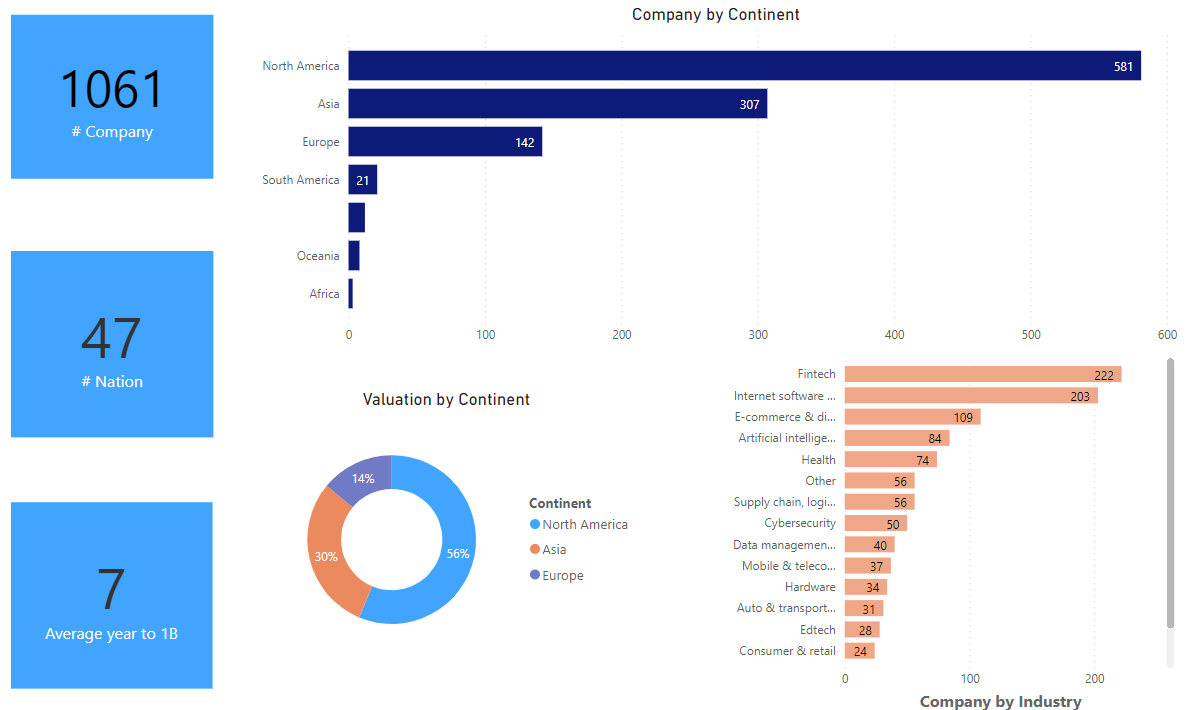 1061
# Company
47
# Nation
7
Average year to 1B
Company by Continent
North America 581
Asia 307
Europe 142
South America 21
Oceania
Africa
0 100 200 300 400 500 600
Valuation by Continent
14%
30%
56%
Continent
North America
Asia
Europe
Fintech 222
Internet software ... 203
E-commerce & di... 109
Artificial intellige... 84
Health 74
Other 56
Supply chain, logi... 56
Cybersecurity 50
Data managemen... 40
Mobile & teleco... 37
Hardware 34
Auto & transport... 31
Edtech 28
Consumer & retail 24
0 100 200
Company by Industry